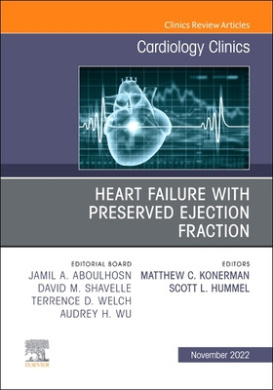 Clinics Review Articles
Cardiology Clinics
HEART FAILURE WITH
PRESERVED EJECTION
FRACTION
EDITORIAL BOARD
JAMIL A. ABOULHOSN
DAVID M. SHAVELLE
TERRENCE D. WELCH
AUDREY H. WU
EDITORS
MATTHEW C. KONERMAN
SCOTT L. HUMMEL
ELSEVIER
NOVEMBER 2022